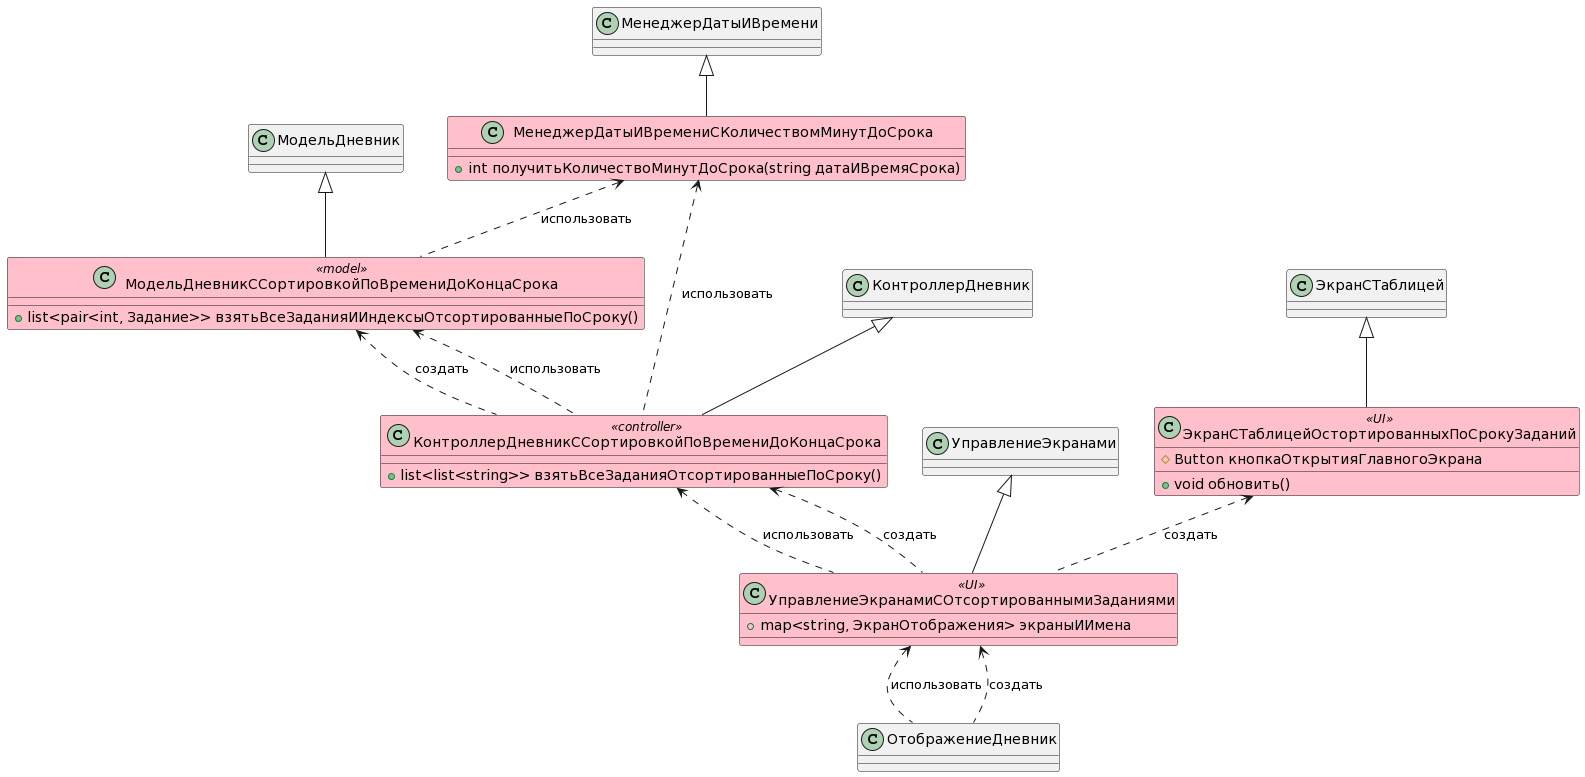 C МенеджерДатыИВремени
C МодельДневник
C МенеджерДатыИВремениСКоличествомМинутДоСрока
int получитьКоличествоМинутДоСрока(string датаИВремяСрока)
использовать
«model»
C МодельДневникССортировкойПоВремениДоКонцаСрока
list<pair<int, Задание>> взятьВсеЗаданияИИндексыОтсортированныеПоСроку()
использовать
C КонтроллерДневник
C ЭкранСТаблицей
создать
использовать
«controller»
C КонтроллерДневникССортировкойПоВремениДоКонцаСрока
list<list<string>> взятьВсеЗаданияОтсортированныеПоСроку()
C УправлениеЭкранами
«UI»
C ЭкранСТаблицейОстортированныхПоСрокуЗаданий
Button кнопкаОткрытияГлавногоЭкрана
void обновить()
использовать
создать
создать
«UI»
C УправлениеЭкранамиСОтсортированнымиЗаданиями
map<string, ЭкранОтображения> экраныИИмена
использовать
создать
C ОтображениеДневник